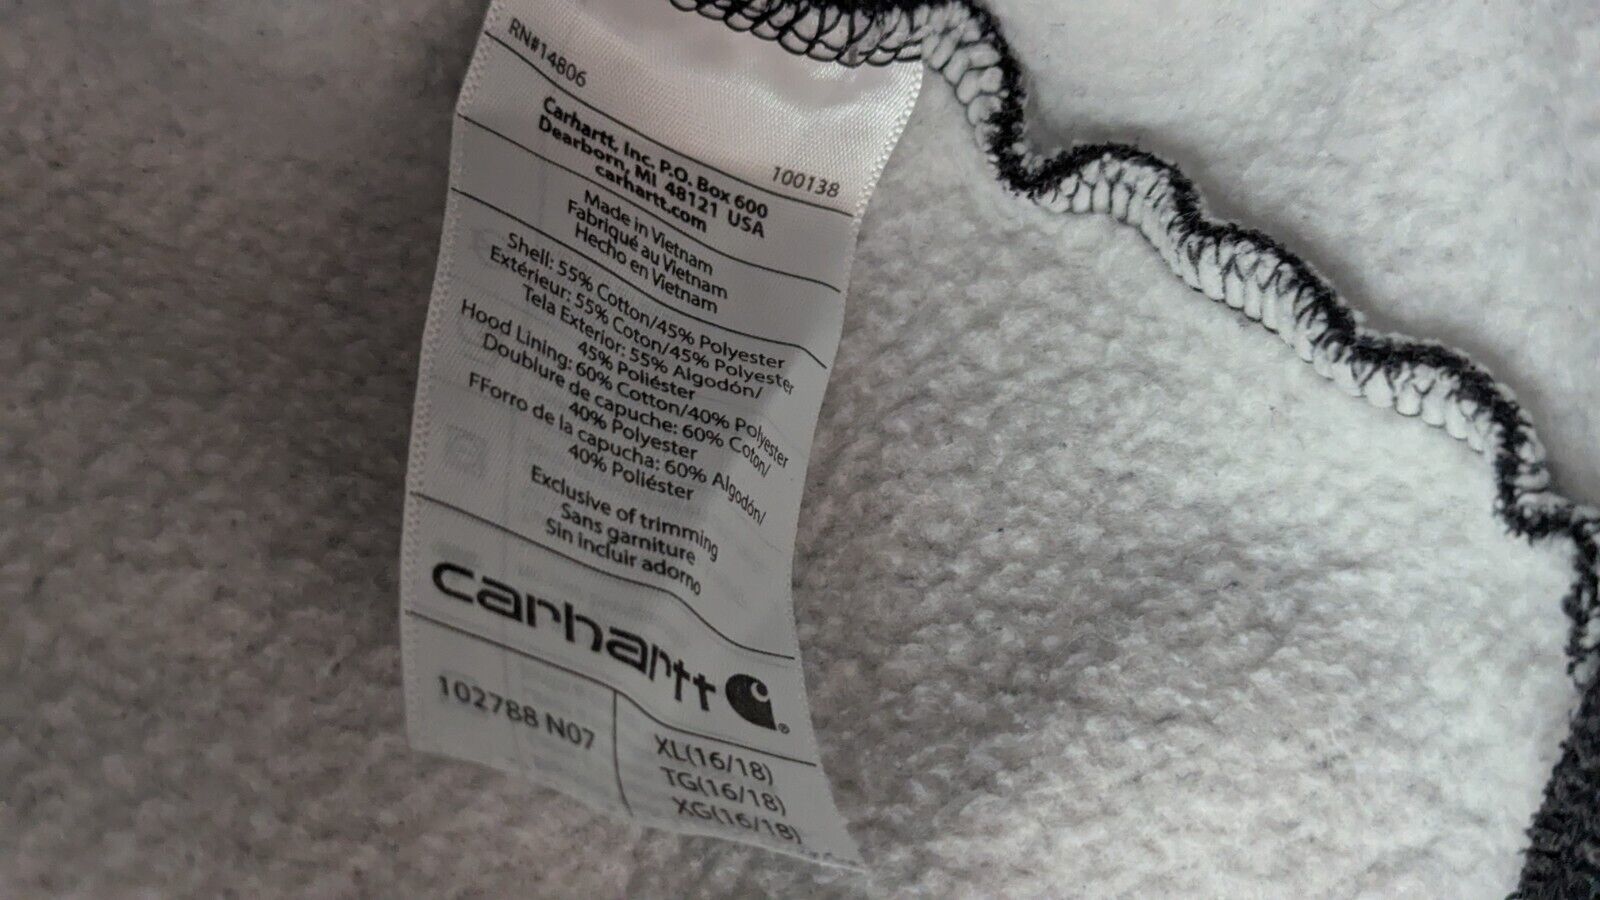 RN#14806
100138
Carhartt, Inc. P.O. Box 600
Dearborn, MI 48121 USA
carhartt.com
Made in Vietnam
Fabriqué au Vietnam
Hecho en Vietnam
Shell: 55% Cotton/45% Polyester
Extérieur: 55% Coton/45% Polyester
Tela Exterior: 55% Algodón/
45% Poliéster
Hood Lining: 60% Cotton/40% Polyester
Doublure de capuche: 60% Coton/
40% Polyester
FForro de la capucha: 60% Algodón/
40% Poliéster
Exclusive of trimming
Sans garniture
Sin incluir adorno
carhartt ®
102788 N07
XL(16/18)
TG(16/18)
XG(16/18)